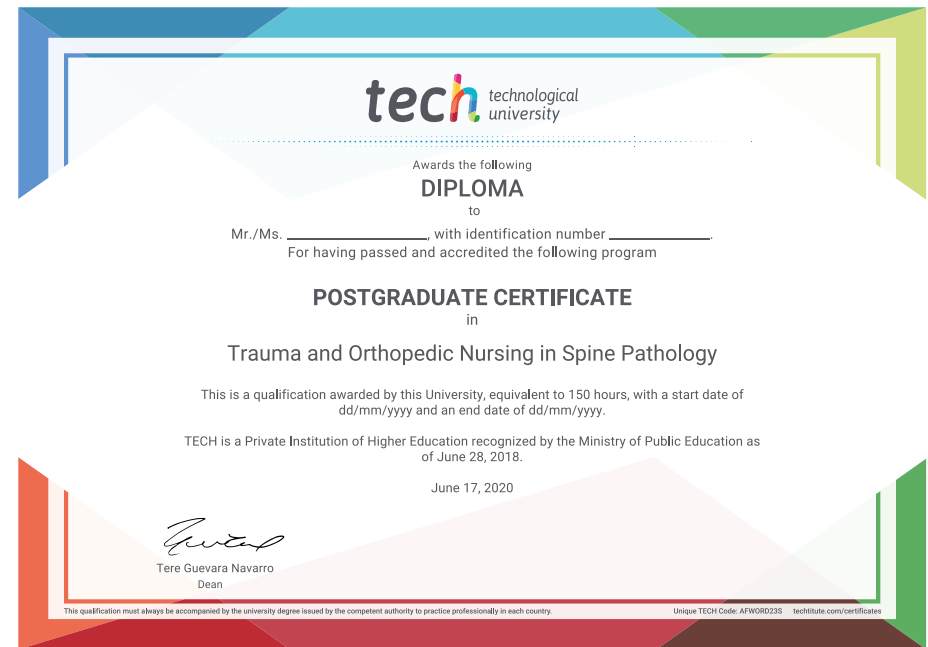 tech technological
university
Awards the following
DIPLOMA
to
Mr./Ms. __________________, with identification number _____________.
For having passed and accredited the following program
POSTGRADUATE CERTIFICATE
in
Trauma and Orthopedic Nursing in Spine Pathology
This is a qualification awarded by this University, equivalent to 150 hours, with a start date of
dd/mm/yyyy and an end date of dd/mm/yyyy.
TECH is a Private Institution of Higher Education recognized by the Ministry of Public Education as
of June 28, 2018.
June 17, 2020
Tere Guevara Navarro
Dean
This qualification must always be accompanied by the university degree issued by the competent authority to practice professionally in each country. Unique TECH Code: AFWORD23S techtitute.com/certificates